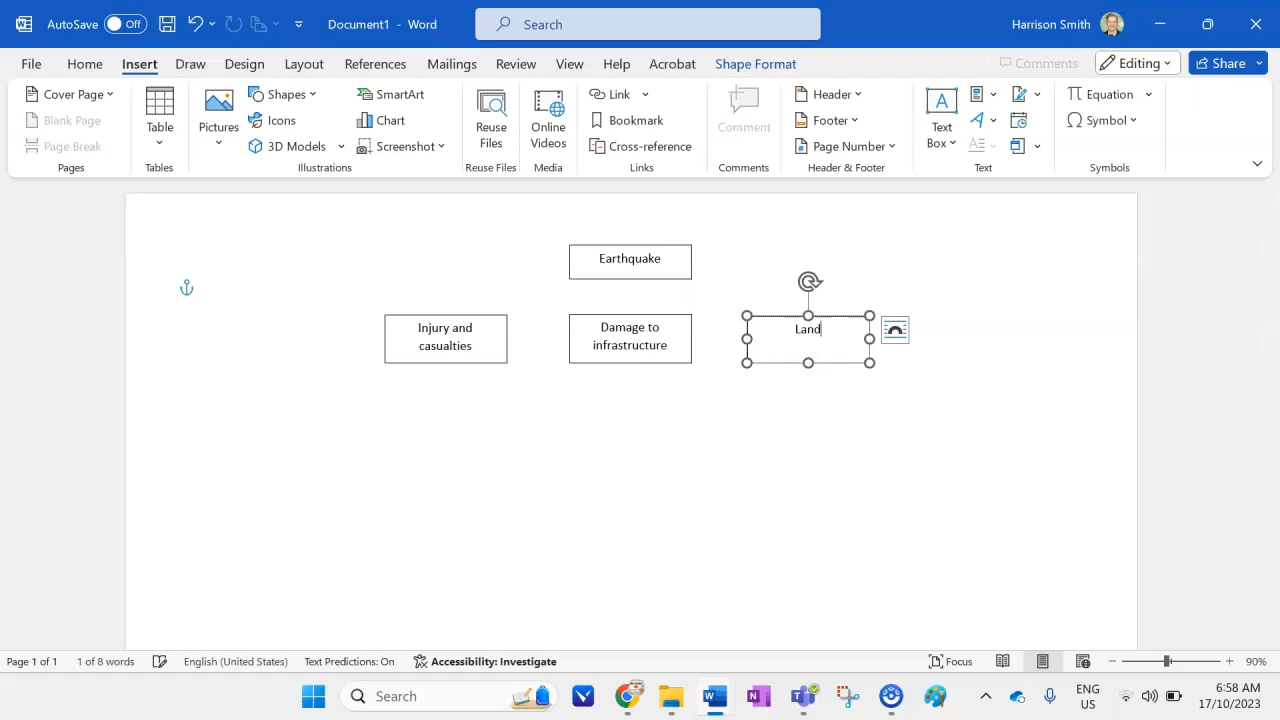 AutoSave Off Document1 - Word Search Harrison Smith
File Home Insert Draw Design Layout References Mailings Review View Help Acrobat Shape Format Comments Editing Share
Cover Page
Blank Page
Page Break
Pages
Table
Tables
Pictures
Shapes
Icons
3D Models
SmartArt
Chart
Screenshot
Illustrations
Reuse
Files
Reuse Files
Online
Videos
Media
Link
Bookmark
Cross-reference
Links
Comment
Comments
Header
Footer
Page Number
Header & Footer
Text
Box
Text
Equation
Symbol
Symbols
Earthquake
Injury and
casualties
Damage to
infrastructure
Land
Page 1 of 1 1 of 8 words English (United States) Text Predictions: On Accessibility: Investigate Focus 90%
Search
ENG
US
6:58 AM
17/10/2023